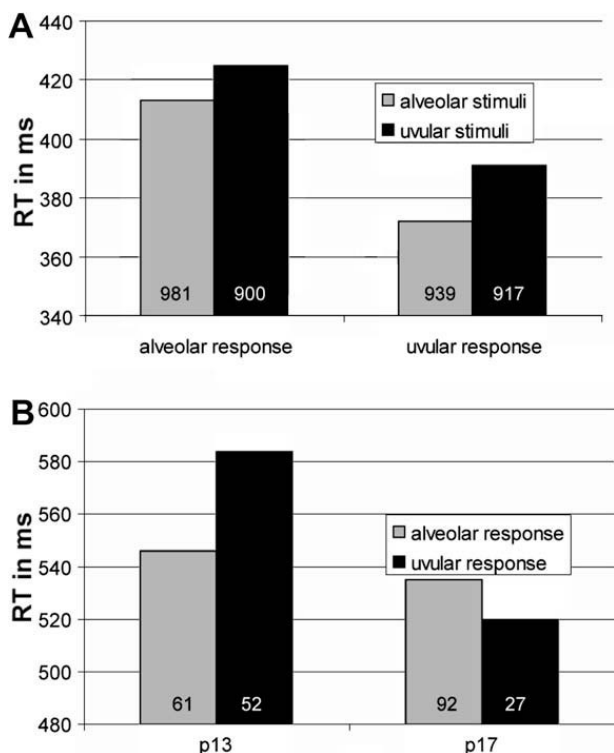 A
RT in ms
440
420
400
380
360
340
alveolar stimuli
uvular stimuli
981 900 939 917
alveolar response uvular response
B
RT in ms
600
580
560
540
520
500
480
alveolar response
uvular response
61 52 92 27
p13 p17